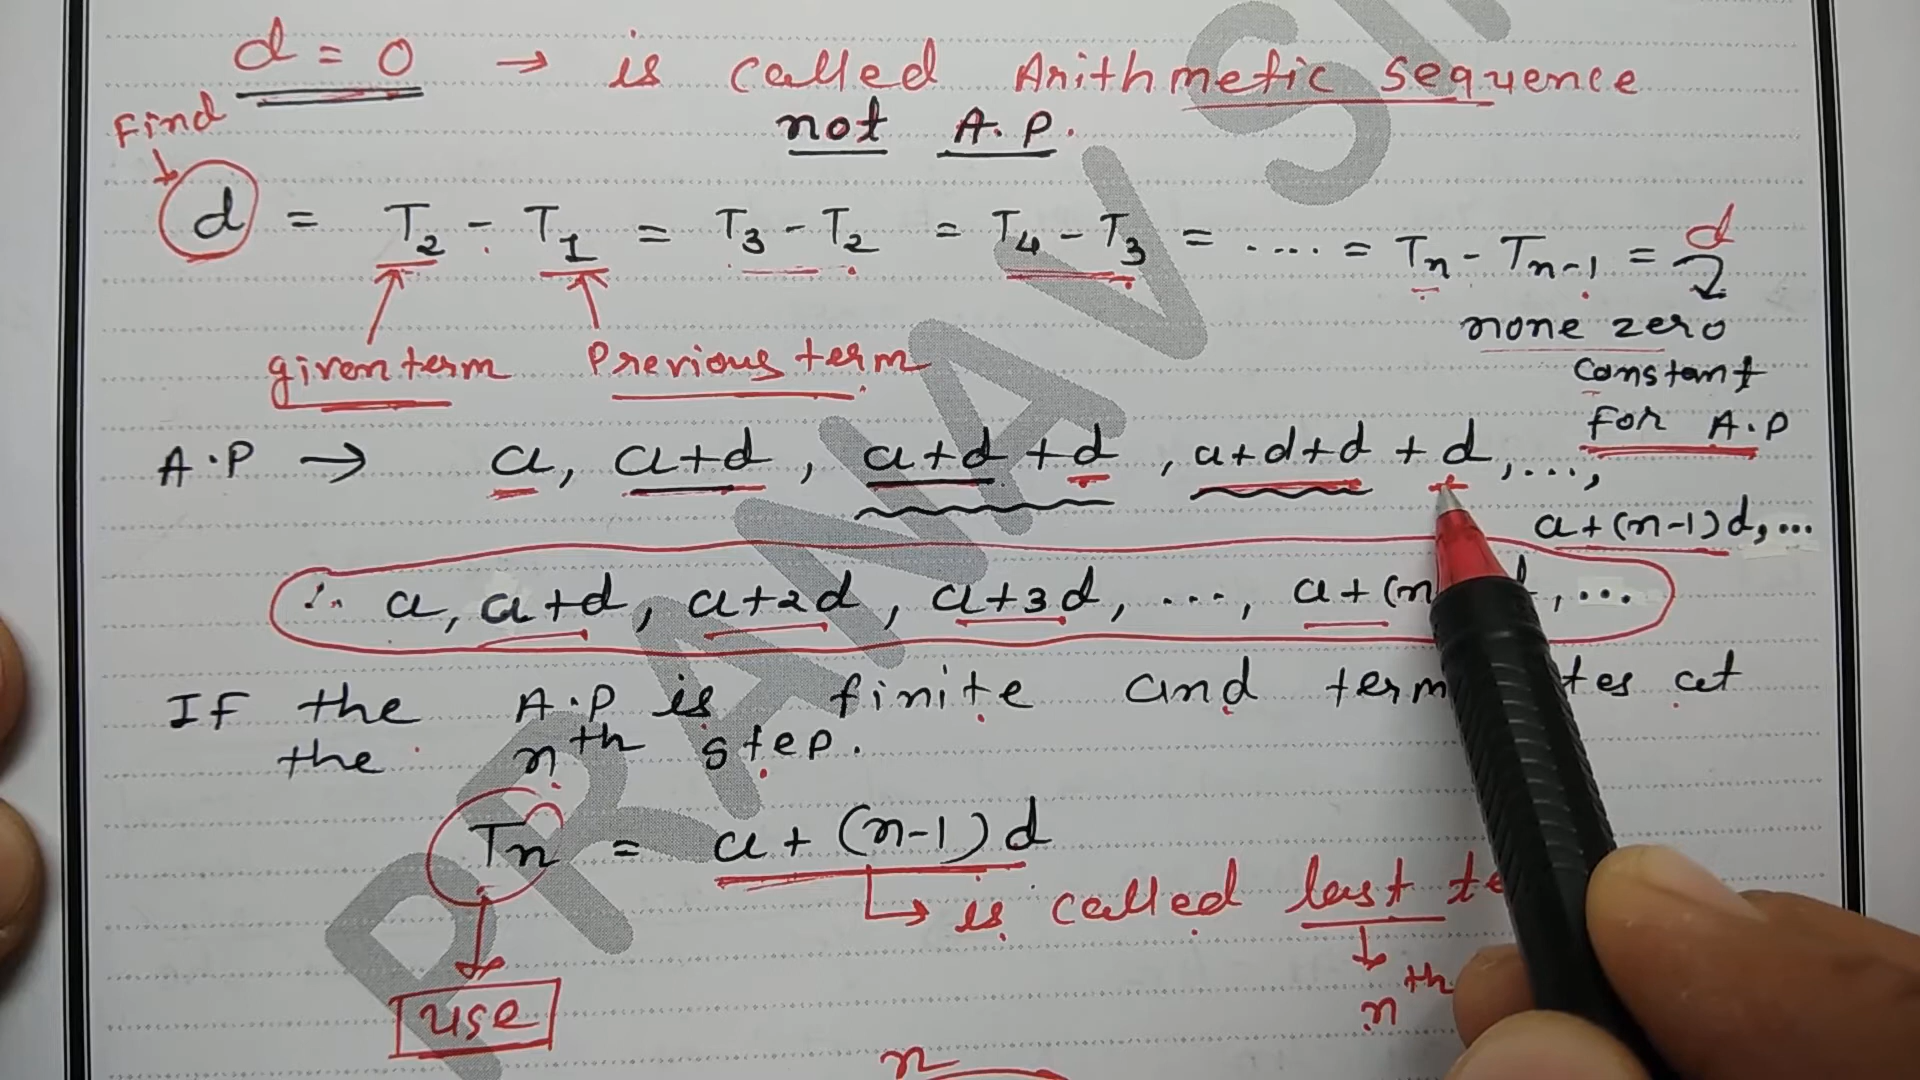 d = 0 → is called Arithmetic sequence
not A.P.
Find
d = T₂ - T₁ = T₃ - T₂ = T₄ - T₃ = .... = Tₙ - Tₙ₋₁ = d
none zero
constant
For A.P
given term Previous term
A.P → a, a+d, a+d+d, a+d+d+d, ...,
a+(n-1)d, ...
∴ a, a+d, a+2d, a+3d, ..., a+(n , ...
IF the A.P is finite and at
the nᵗʰ step.
Tn = a+(n-1)d
is called last
nᵗʰ
use
n
PRANAV